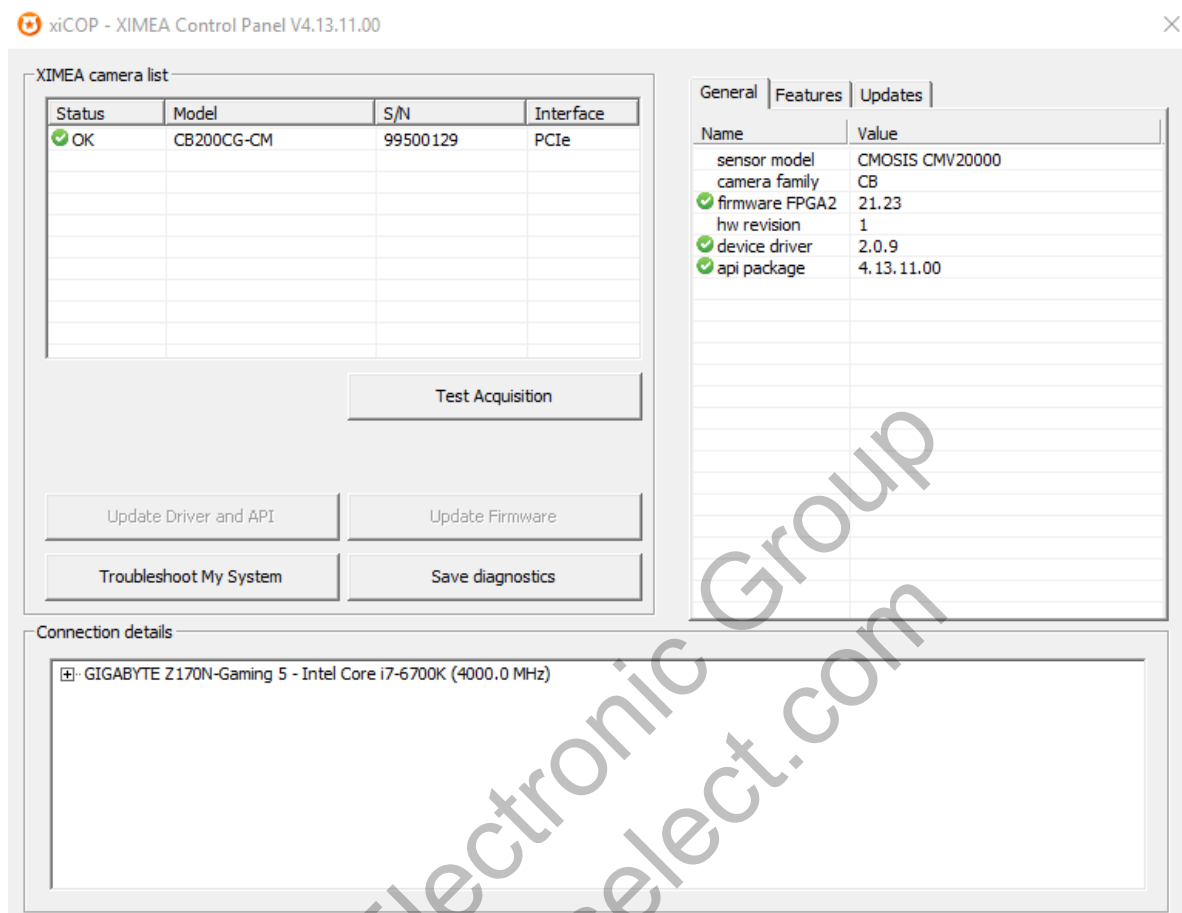 xiCOP - XIMEA Control Panel V4.13.11.00
XIMEA camera list
Status Model S/N Interface
OK CB200CG-CM 99500129 PCIe
Test Acquisition
Update Driver and API Update Firmware
Troubleshoot My System Save diagnostics
General Features Updates
Name Value
sensor model CMOSIS CMV20000
camera family CB
firmware FPGA2 21.23
hw revision 1
device driver 2.0.9
api package 4.13.11.00
Connection details
GIGABYTE Z170N-Gaming 5 - Intel Core i7-6700K (4000.0 MHz)
Electronic Group
select.com